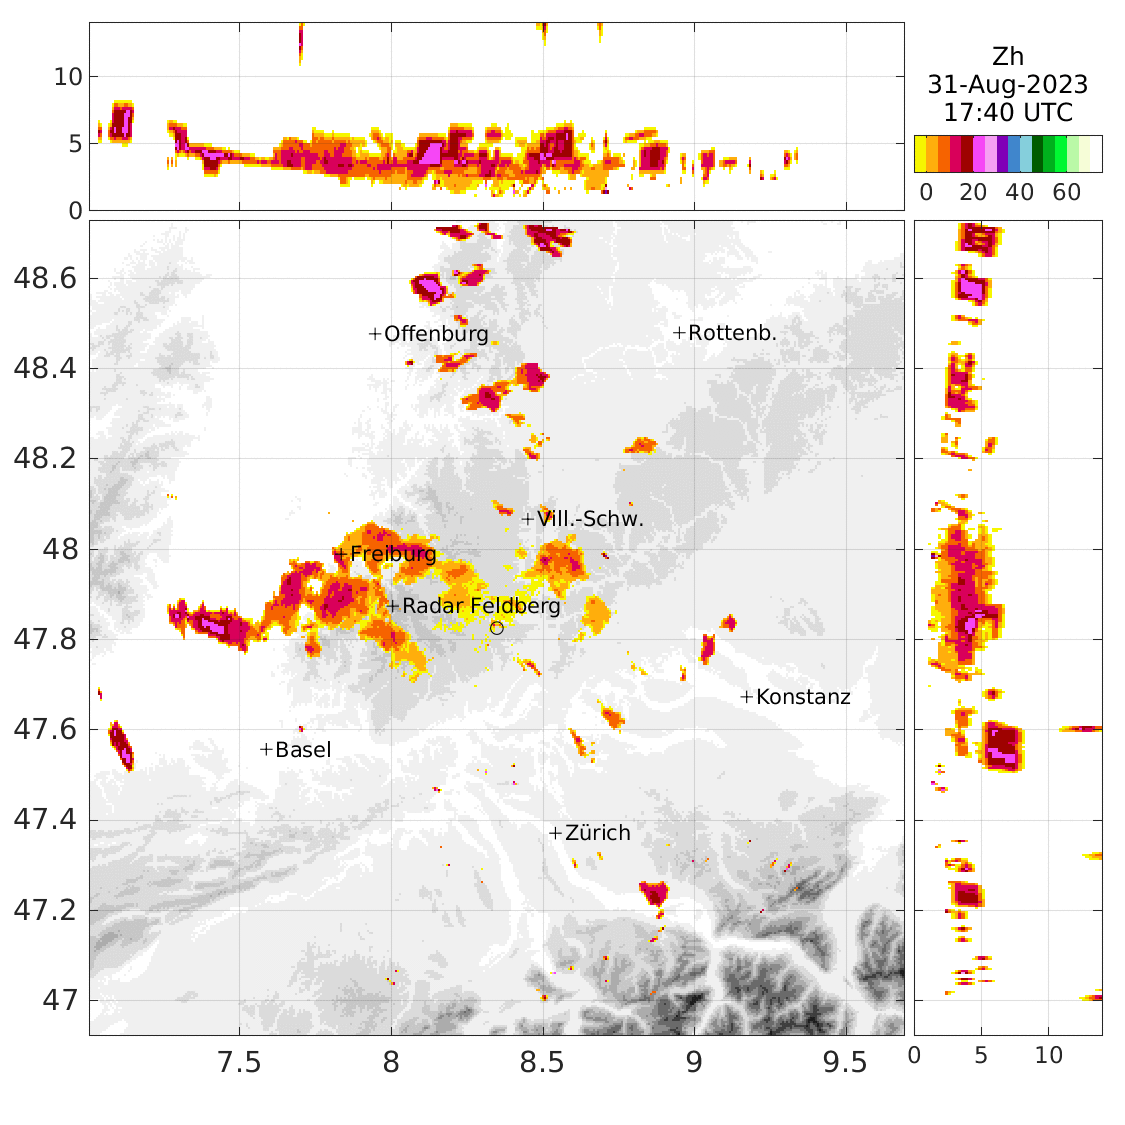 10
5
0
Zh
31-Aug-2023
17:40 UTC
0 20 40 60
48.6
48.4
48.2
48
47.8
47.6
47.4
47.2
47
+Offenburg
+Rottenb.
+Vill.-Schw.
+Freiburg
+Radar Feldberg
+Konstanz
+Basel
+Zürich
7.5 8 8.5 9 9.5
0 5 10